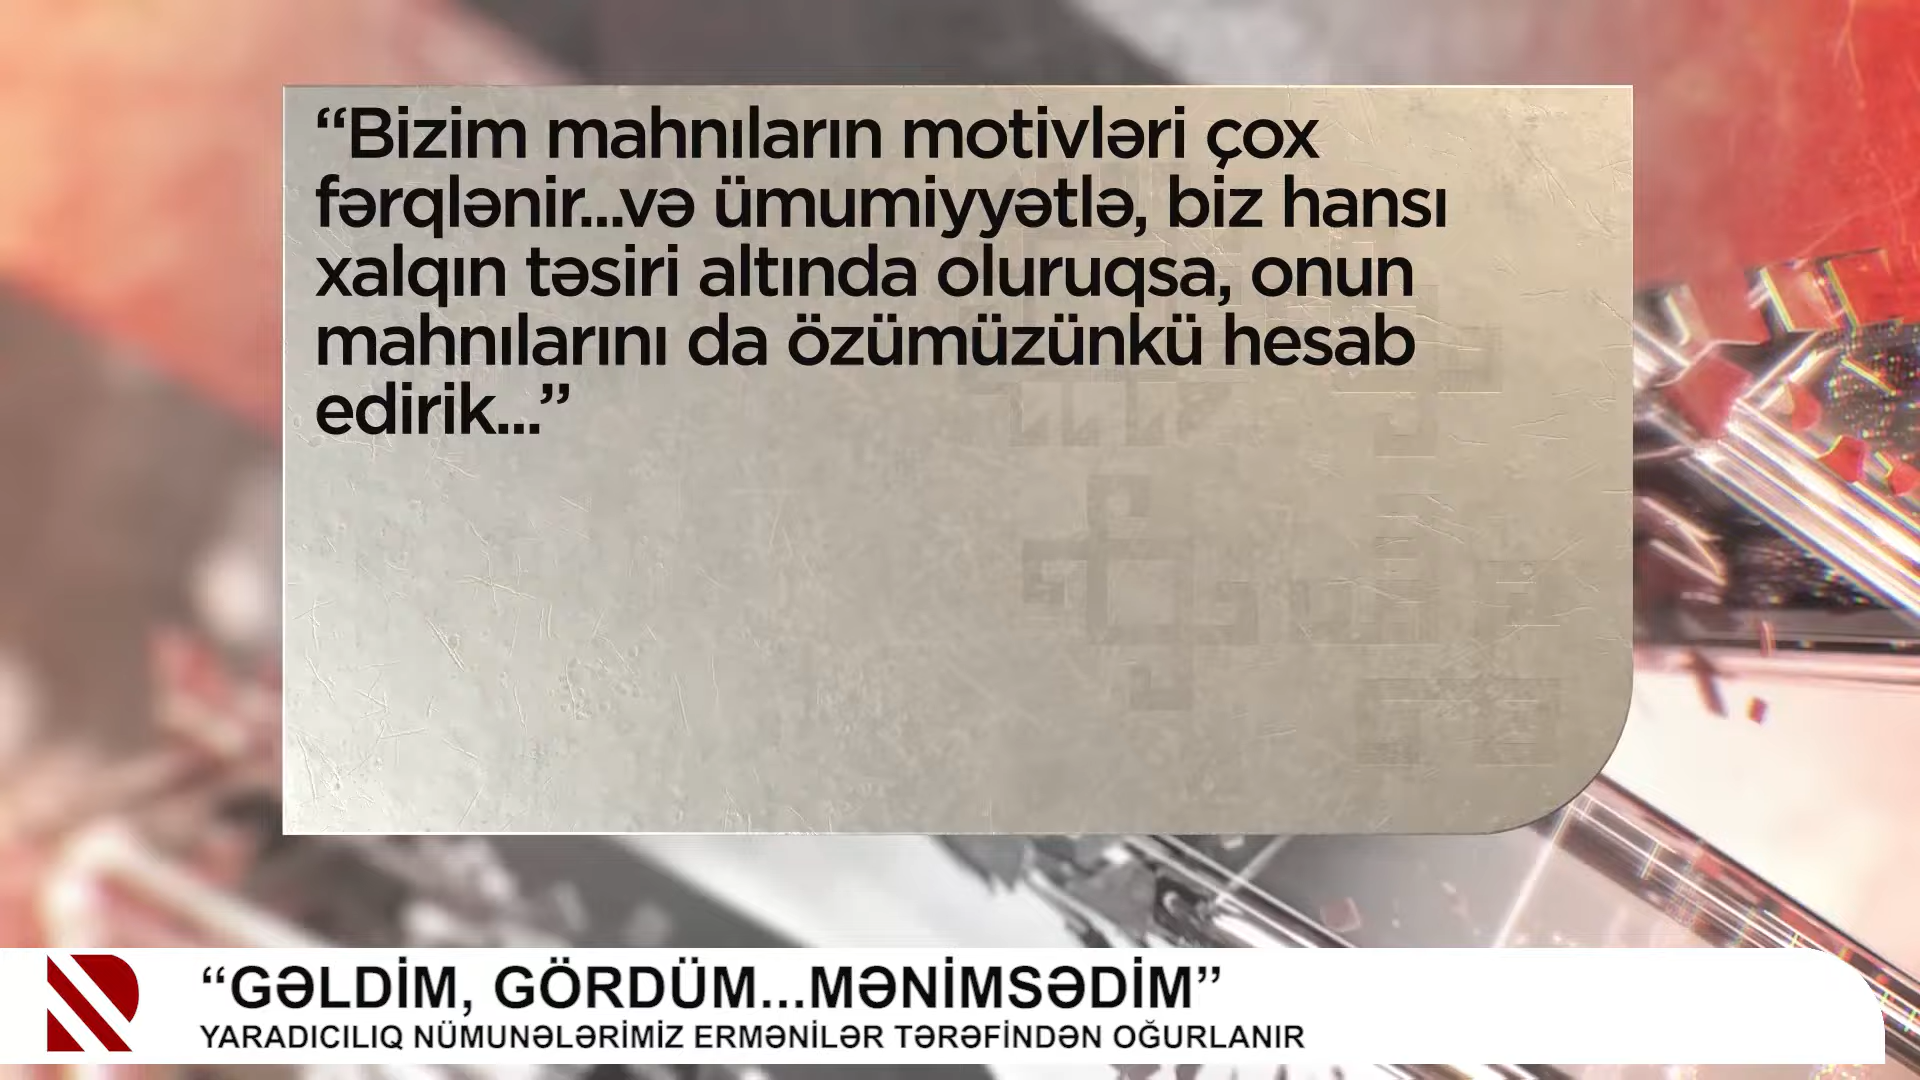 “Bizim mahnıların motivləri çox
fərqlənir...və ümumiyyətlə, biz hansı
xalqın təsiri altında oluruqsa, onun
mahnılarını da özümüzünkü hesab
edirik...”
“GƏLDİM, GÖRDÜM...MƏNİMSƏDİM”
YARADICILIQ NÜMUNƏLƏRİMİZ ERMƏNİLƏR TƏRƏFİNDƏN OĞURLANIR